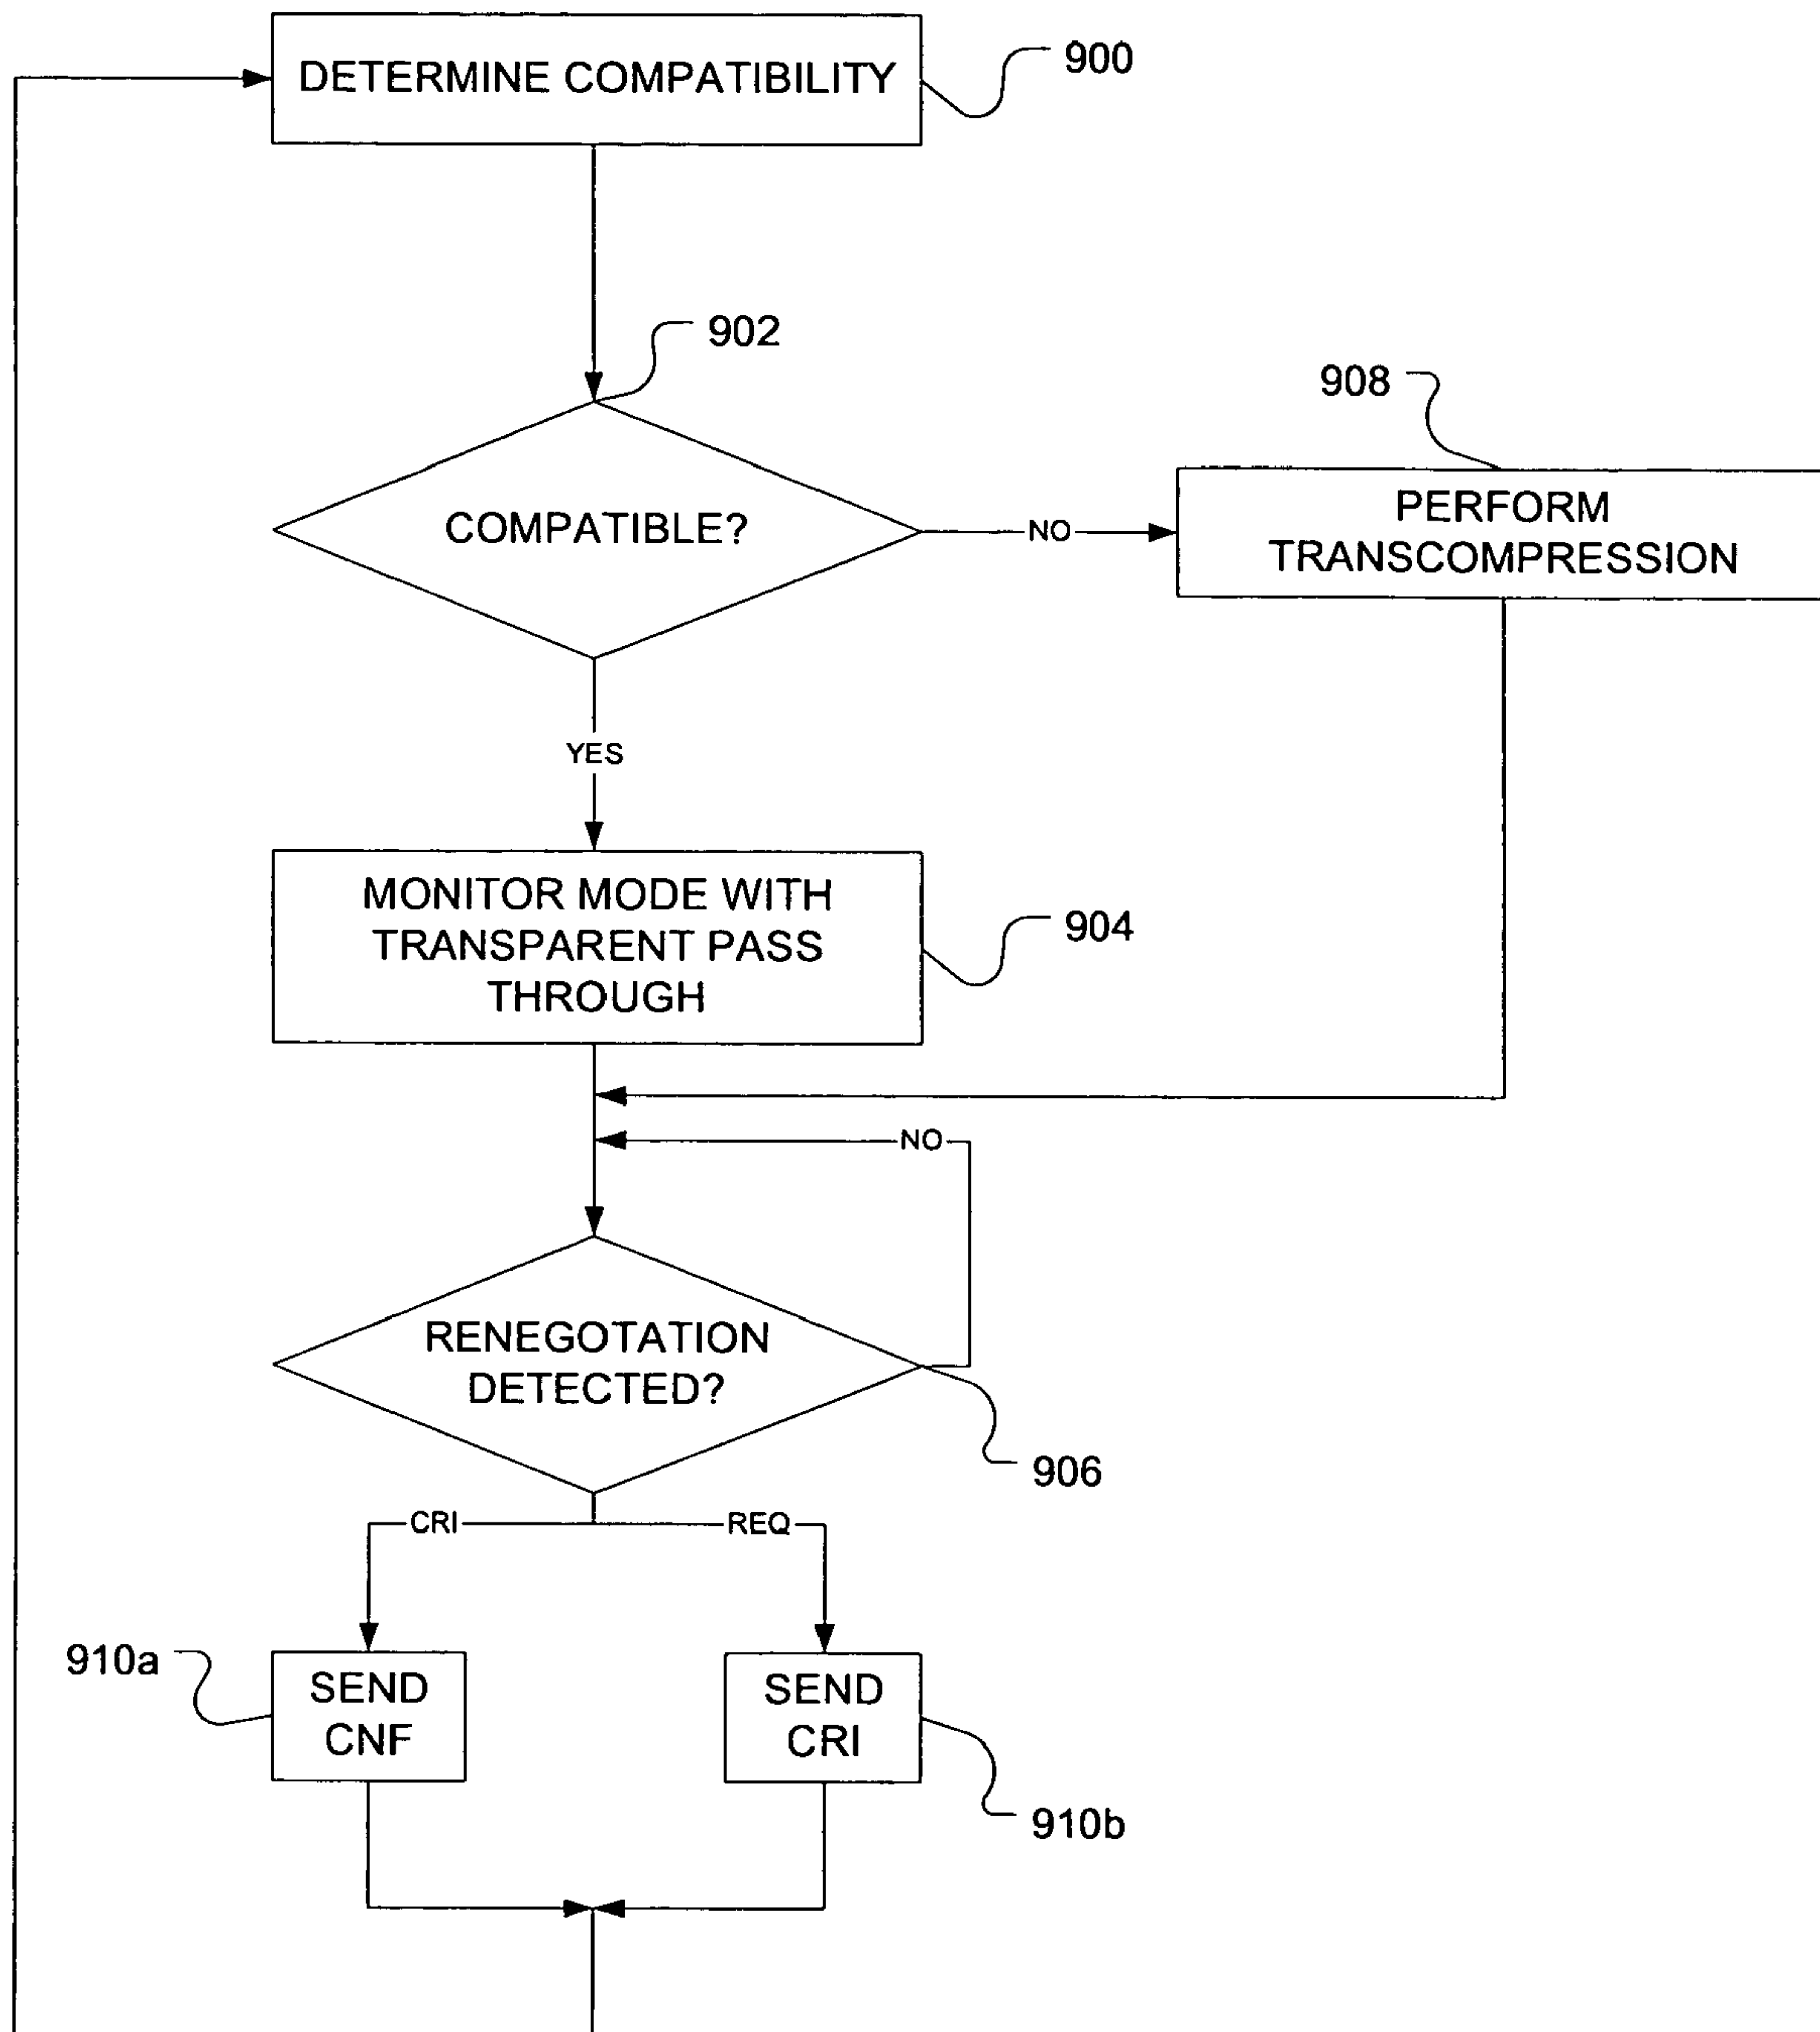 DETERMINE COMPATIBILITY
900
902
COMPATIBLE?
NO
908
PERFORM
TRANSCOMPRESSION
YES
MONITOR MODE WITH
TRANSPARENT PASS
THROUGH
904
NO
RENEGOTATION
DETECTED?
906
CRI
REQ
910a
SEND
CNF
SEND
CRI
910b